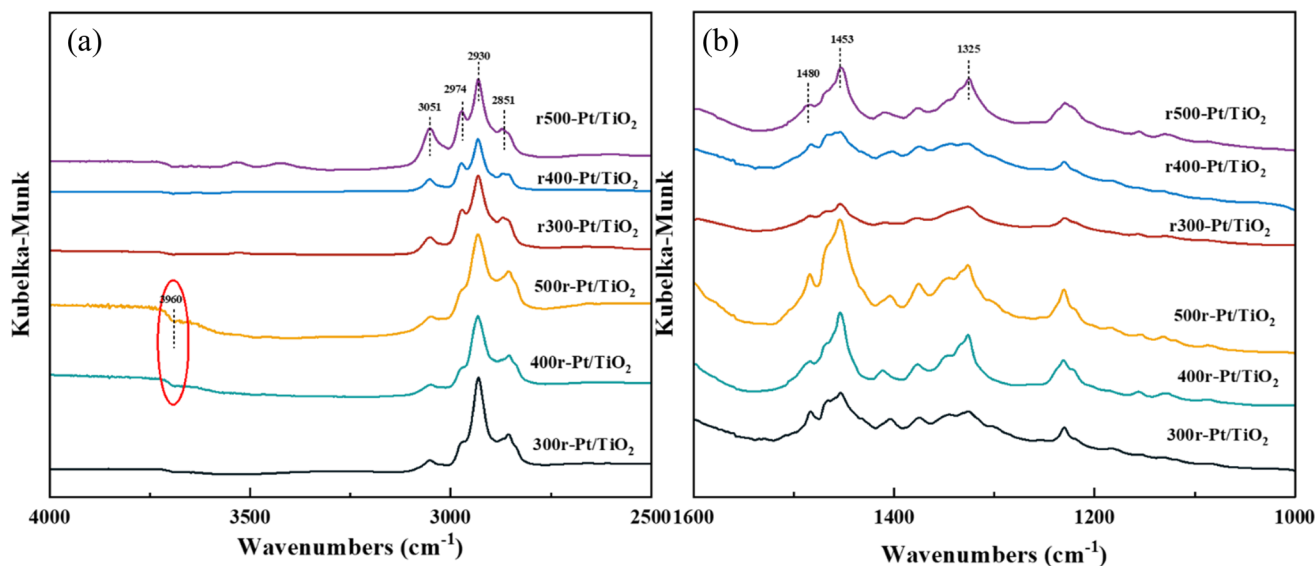 (a)
2930
2974
3051
2851
r500-Pt/TiO2
r400-Pt/TiO2
r300-Pt/TiO2
500r-Pt/TiO2
3960
400r-Pt/TiO2
300r-Pt/TiO2
Kubelka-Munk
4000 3500 3000 2500
Wavenumbers (cm-1)
(b)
1453
1325
1480
r500-Pt/TiO2
r400-Pt/TiO2
r300-Pt/TiO2
500r-Pt/TiO2
400r-Pt/TiO2
300r-Pt/TiO2
Kubelka-Munk
1600 1400 1200 1000
Wavenumbers (cm-1)